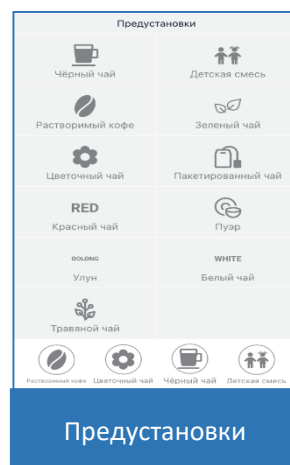 Предустановки
Чёрный чай Детская смесь
Растворимый кофе Зеленый чай
Цветочный чай Пакетированный чай
RED
Красный чай Пуэр
OOLONG WHITE
Улун Белый чай
Травяной чай
Растворимый кофе Цветочный чай Чёрный чай Детская смесь
Предустановки